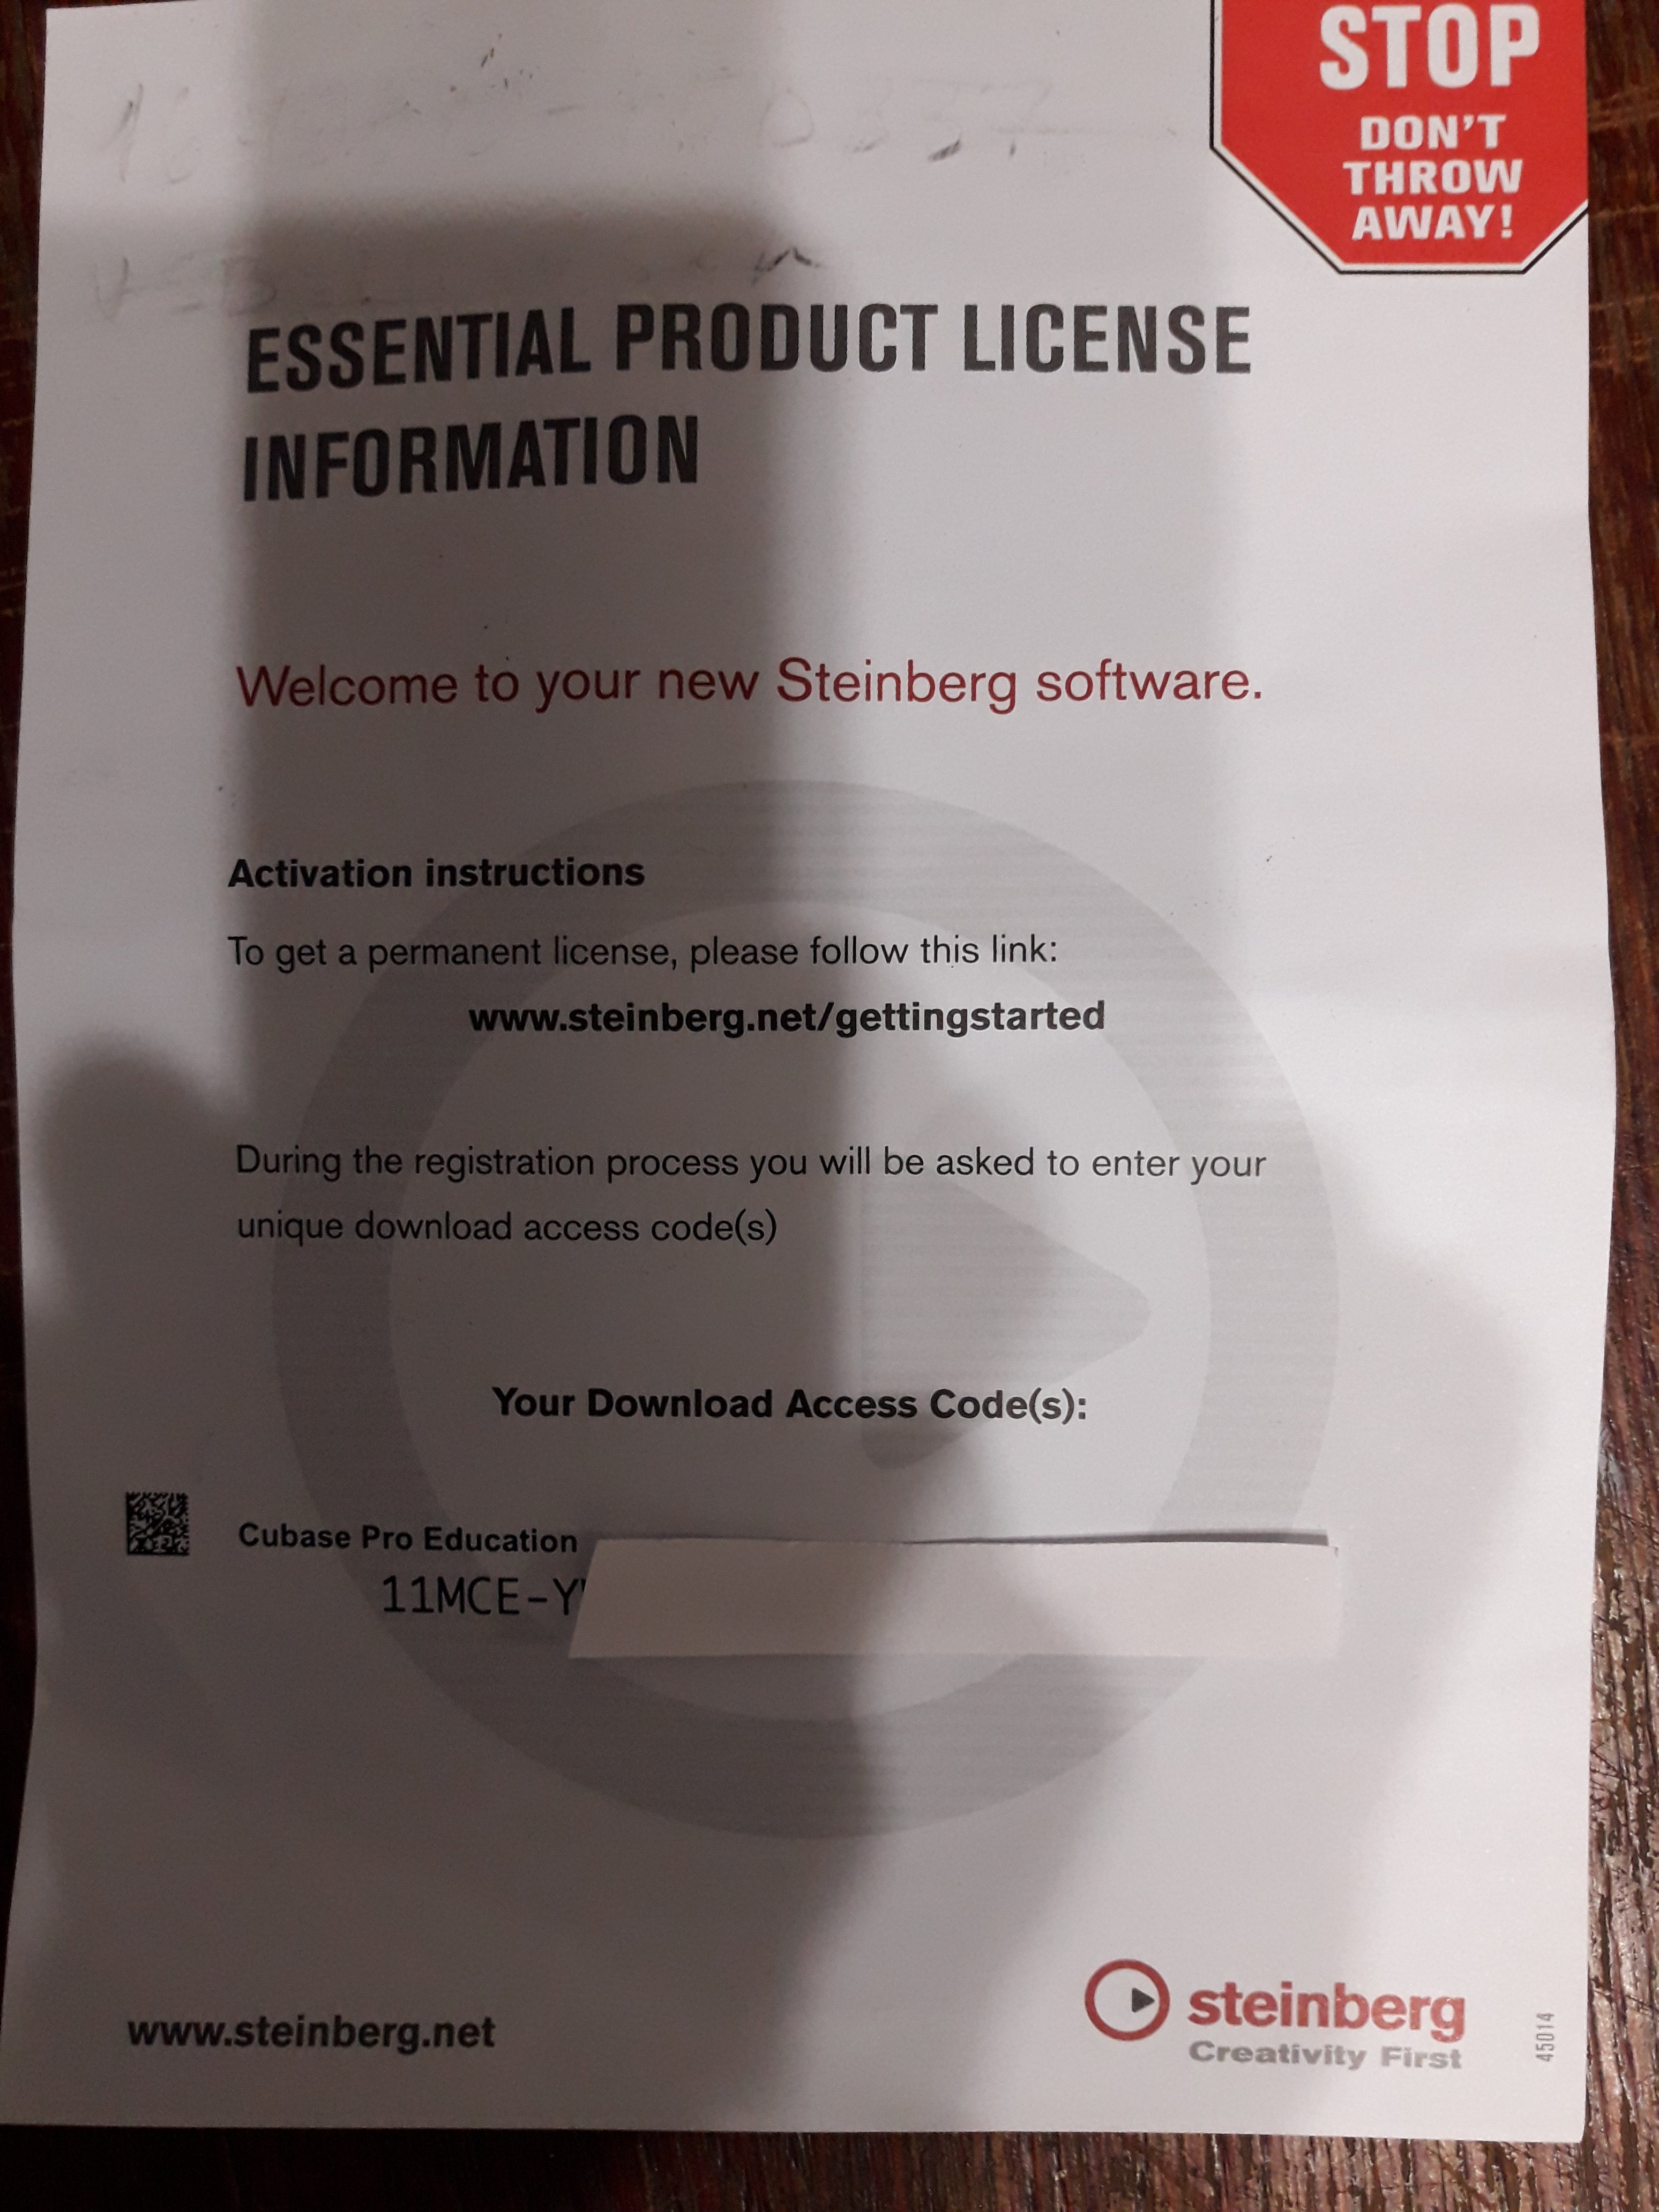 STOP
DON'T
THROW
AWAY!
ESSENTIAL PRODUCT LICENSE
INFORMATION
Welcome to your new Steinberg software.
Activation instructions
To get a permanent license, please follow this link:
www.steinberg.net/gettingstarted
During the registration process you will be asked to enter your
unique download access code(s)
Your Download Access Code(s):
Cubase Pro Education
11MCE-Y
www.steinberg.net
steinberg
Creativity First
45014